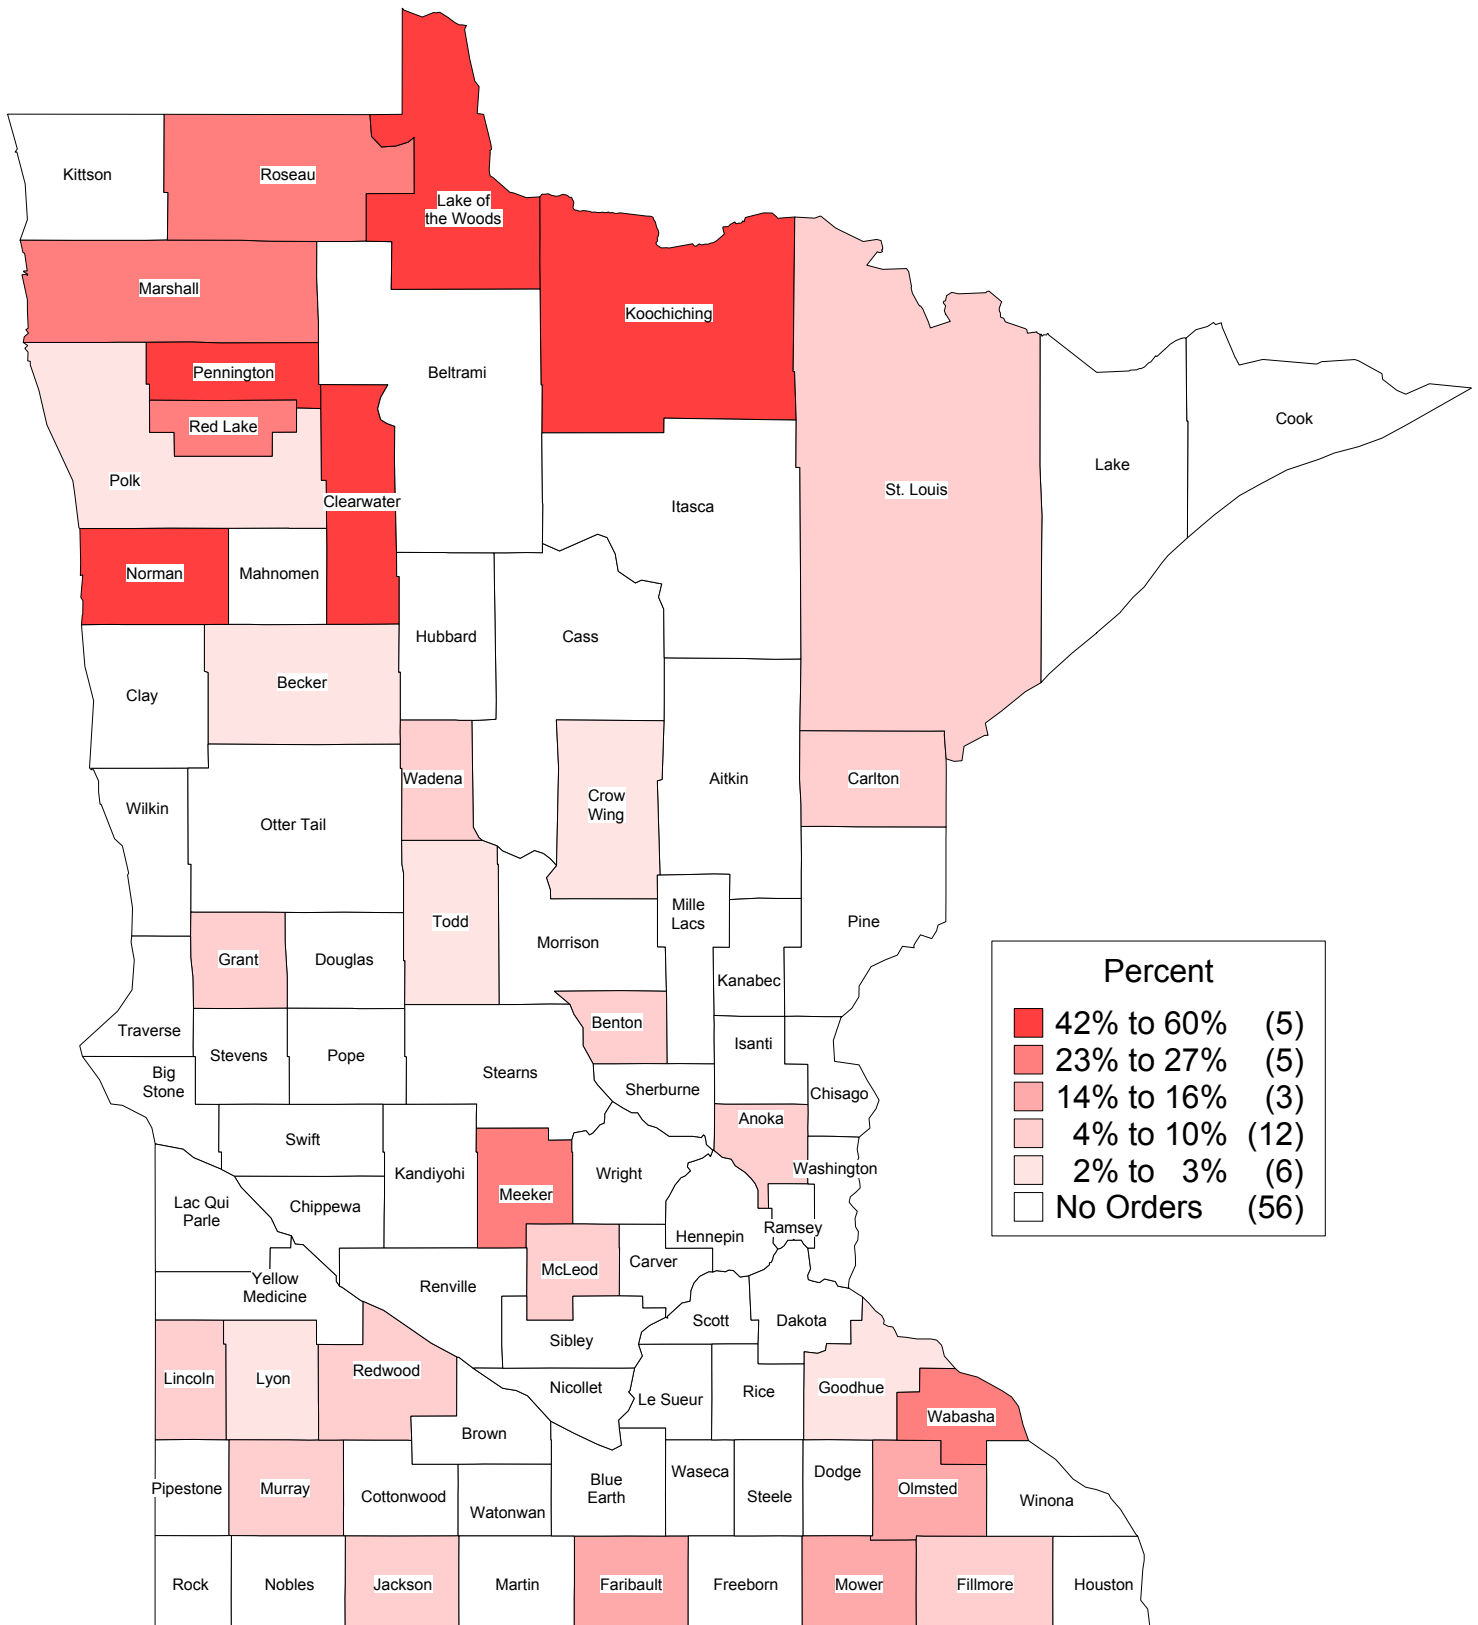 Kittson
Roseau
Lake of
the Woods
Marshall
Koochiching
Pennington
Beltrami
Red Lake
Cook
Lake
Polk
St. Louis
Clearwater
Itasca
Norman
Mahnomen
Hubbard
Cass
Becker
Clay
Wadena
Aitkin
Carlton
Crow
Wing
Wilkin
Otter Tail
Mille
Lacs
Todd
Pine
Morrison
Grant
Douglas
Kanabec
Percent
42% to 60% (5)
23% to 27% (5)
14% to 16% (3)
4% to 10% (12)
2% to 3% (6)
No Orders (56)
Benton
Traverse
Isanti
Stevens
Pope
Stearns
Big
Stone
Sherburne
Chisago
Anoka
Swift
Washington
Kandiyohi
Wright
Meeker
Lac Qui
Parle
Chippewa
Ramsey
Hennepin
Carver
McLeod
Yellow
Medicine
Renville
Scott
Dakota
Sibley
Redwood
Lincoln
Lyon
Nicollet
Goodhue
Rice
Le Sueur
Wabasha
Brown
Waseca
Dodge
Blue
Earth
Pipestone
Murray
Olmsted
Cottonwood
Steele
Winona
Watonwan
Rock
Nobles
Jackson
Martin
Faribault
Freeborn
Mower
Fillmore
Houston